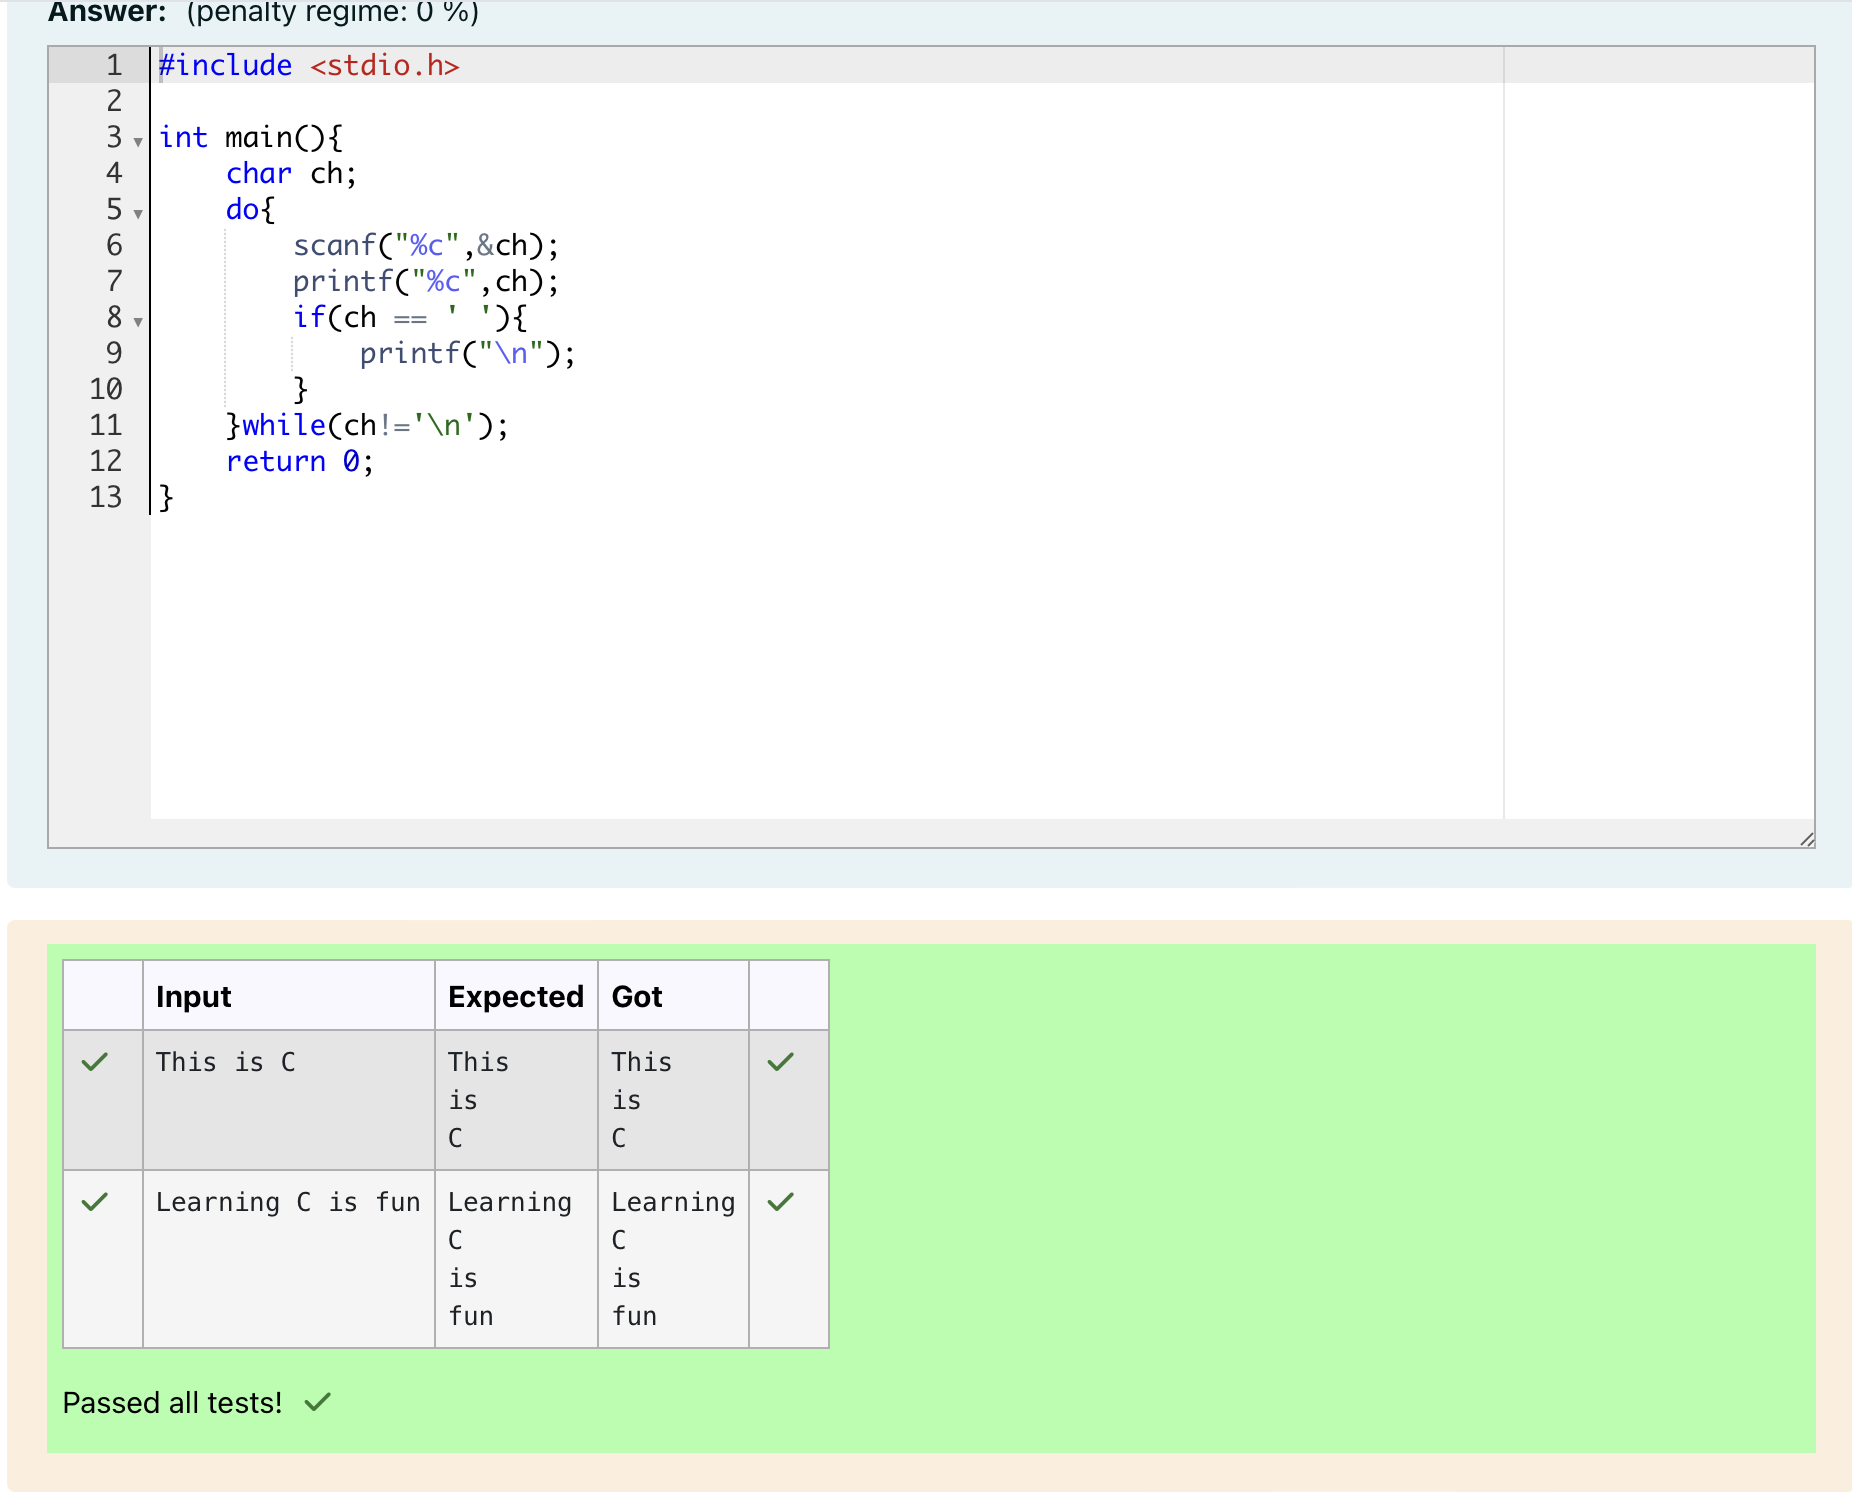 Answer: (penalty regime: 0 %)
1 #include <stdio.h>
2
3 int main(){
4     char ch;
5     do{
6         scanf("%c",&ch);
7         printf("%c",ch);
8         if(ch == ' '){
9             printf("\n");
10         }
11     }while(ch!='\n');
12     return 0;
13 }
Input Expected Got
This is C This This
is is
C C
Learning C is fun Learning Learning
C C
is is
fun fun
Passed all tests!